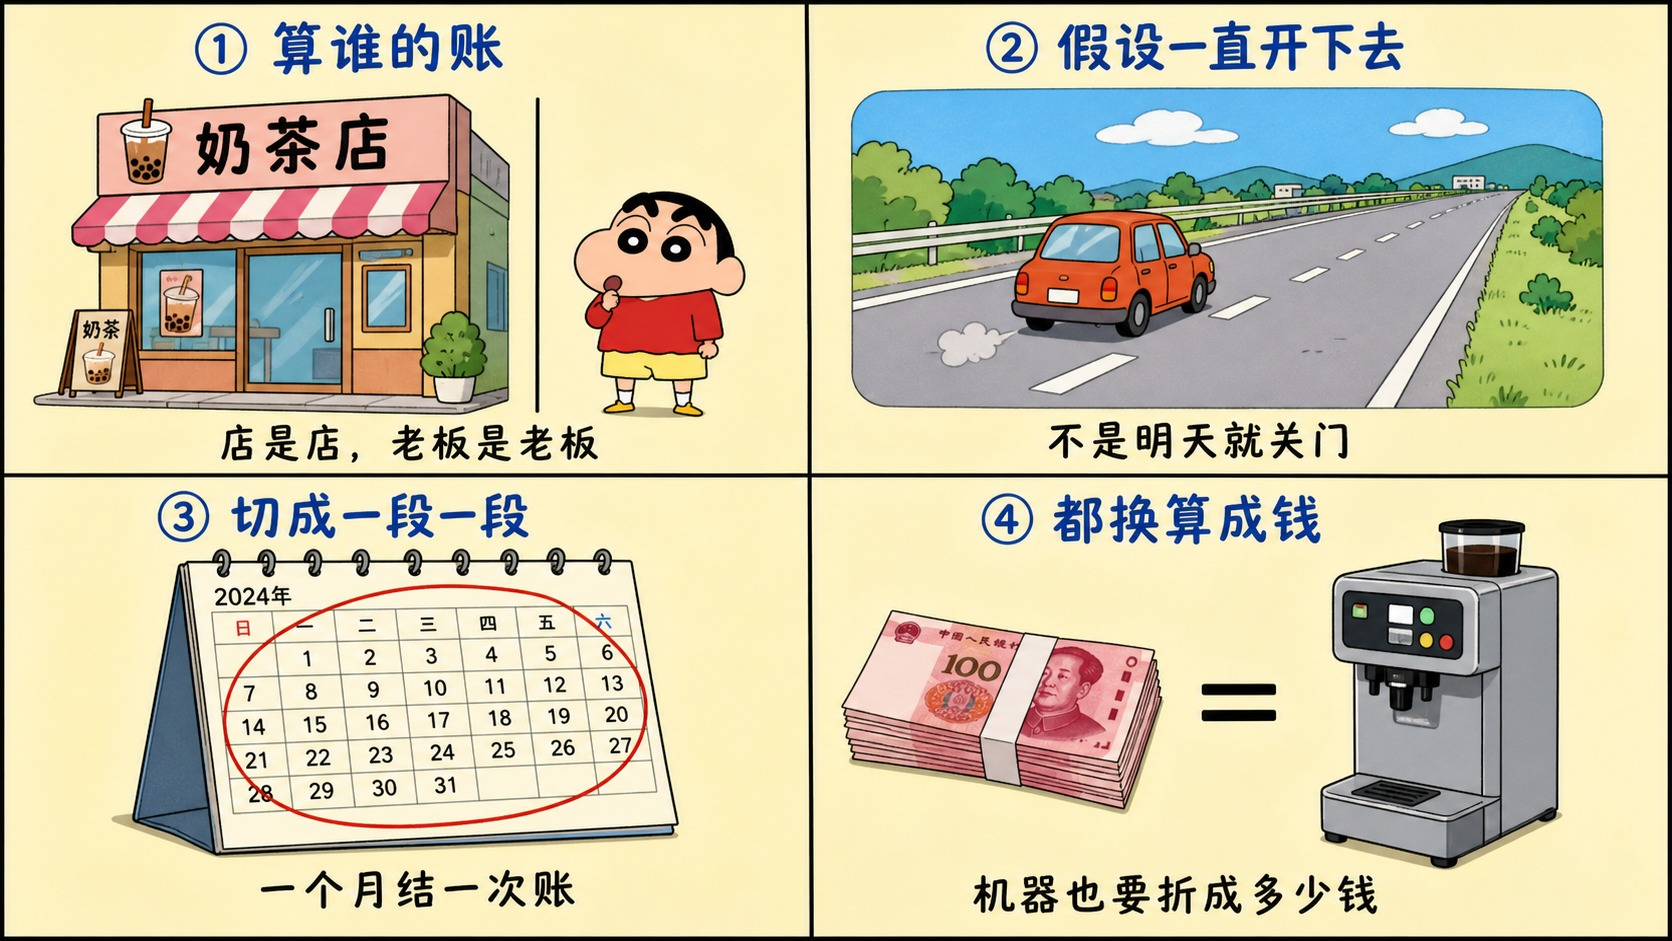 ① 算谁的账
奶茶店
奶茶
店是店，老板是老板
② 假设一直开下去
不是明天就关门
③ 切成一段一段
2024年
日 一 二 三 四 五 六
1 2 3 4 5 6
7 8 9 10 11 12 13
14 15 16 17 18 19 20
21 22 23 24 25 26 27
28 29 30 31
一个月结一次账
④ 都换算成钱
中国人民银行
100
=
机器也要折成多少钱